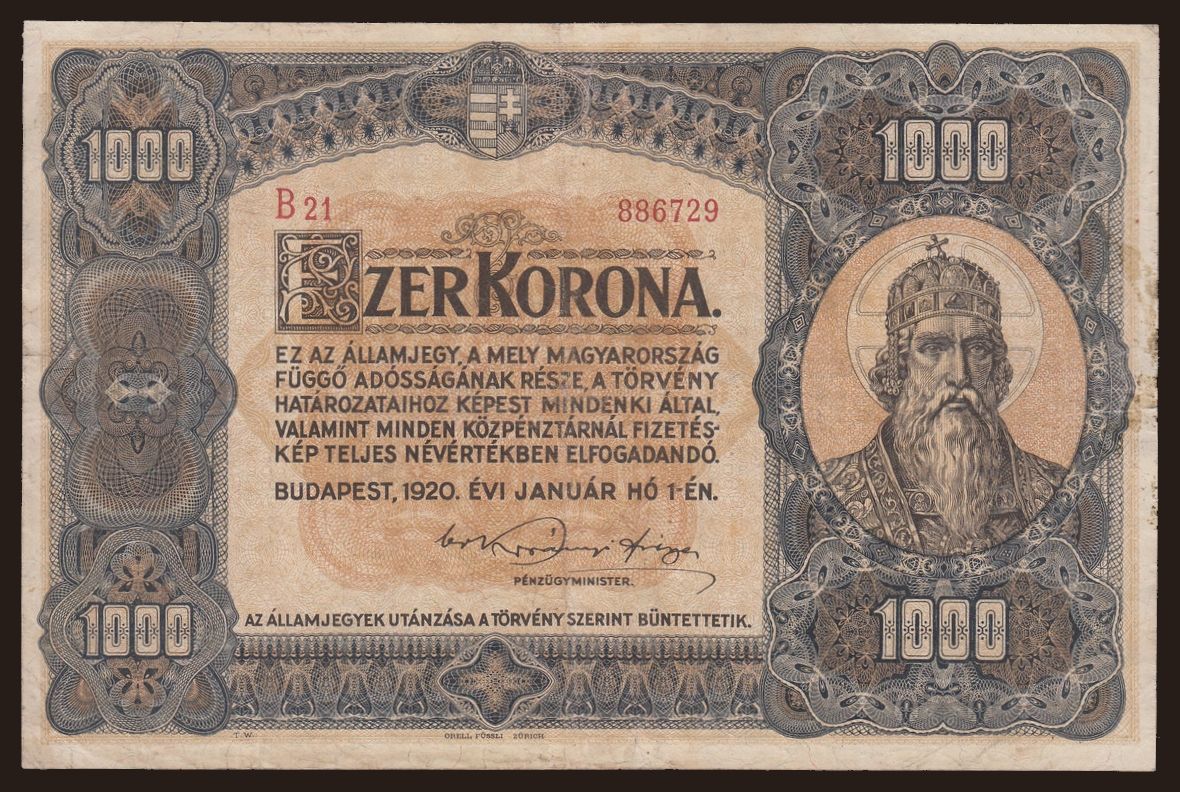 1000
1000
B 21 886729
EZER KORONA.
EZ AZ ÁLLAMJEGY, A MELY MAGYARORSZÁG
FÜGGŐ ADÓSSÁGÁNAK RÉSZE, A TÖRVÉNY
HATÁROZATAIHOZ KÉPEST MINDENKI ÁLTAL,
VALAMINT MINDEN KÖZPÉNZTÁRNÁL FIZETÉS-
KÉP TELJES NÉVÉRTÉKBEN ELFOGADANDÓ.
BUDAPEST, 1920. ÉVI JANUÁR HÓ 1-ÉN.
PÉNZÜGYMINISTER.
1000
1000
AZ ÁLLAMJEGYEK UTÁNZÁSA A TÖRVÉNY SZERINT BÜNTETTETIK.
T. W.
ORELL FÜSSLI ZÜRICH